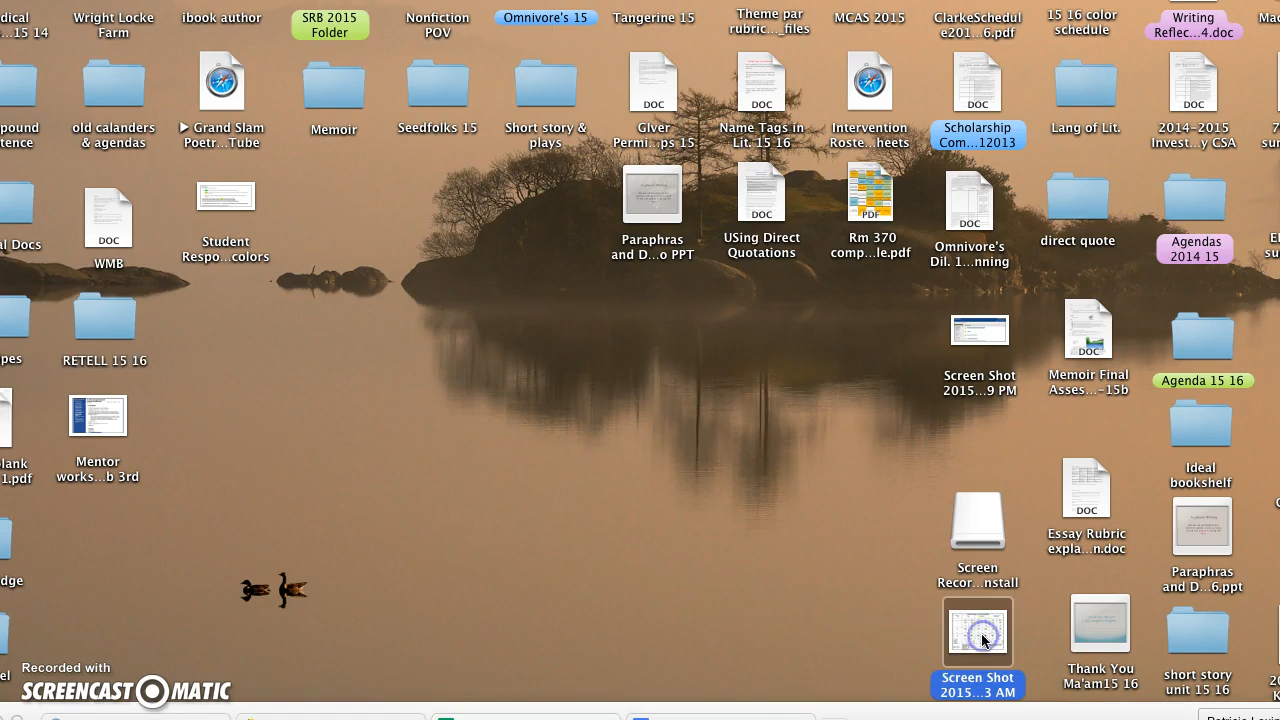 dical
...15 14
Wright Locke
Farm
ibook author
SRB 2015
Folder
Nonfiction
POV
Omnivore's 15
Tangerine 15
Theme par
rubric..._files
MCAS 2015
ClarkeSchedul
e201...6.pdf
15 16 color
schedule
Writing
Reflec...4.doc
Mac
pound
tence
old calanders
& agendas
▶ Grand Slam
Poetr...Tube
Memoir
Seedfolks 15
Short story &
plays
DOC
GIver
Permi...ps 15
DOC
Name Tags in
Lit. 15 16
Intervention
Roste...heets
DOC
Scholarship
Com...12013
Lang of Lit.
DOC
2014-2015
Invest...y CSA
al Docs
DOC
WMB
Student
Respo...colors
Paraphras
and D...o PPT
DOC
USing Direct
Quotations
PDF
Rm 370
comp...le.pdf
DOC
Omnivore's
Dil. 1...nning
direct quote
Agendas
2014 15
pes
RETELL 15 16
Screen Shot
2015...9 PM
DOC
Memoir Final
Asses...-15b
Agenda 15 16
lank
1.pdf
Mentor
works...b 3rd
Ideal
bookshelf
dge
Screen
Recor...nstall
DOC
Essay Rubric
expla...n.doc
Paraphras
and D...6.ppt
el
Screen Shot
2015...3 AM
Thank You
Ma'am15 16
short story
unit 15 16
Recorded with
SCREENCAST MATIC